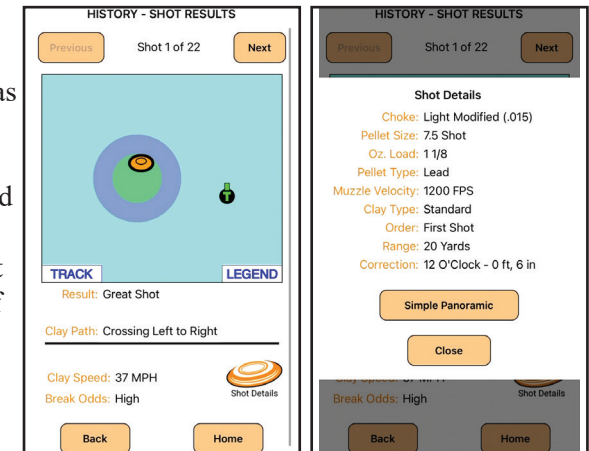 HISTORY - SHOT RESULTS
Previous
Shot 1 of 22
Next
TRACK
LEGEND
Result: Great Shot
Clay Path: Crossing Left to Right
Clay Speed: 37 MPH
Break Odds: High
Shot Details
Back
Home
HISTORY - SHOT RESULTS
Previous
Shot 1 of 22
Next
Shot Details
Choke: Light Modified (.015)
Pellet Size: 7.5 Shot
Oz. Load: 1 1/8
Pellet Type: Lead
Muzzle Velocity: 1200 FPS
Clay Type: Standard
Order: First Shot
Range: 20 Yards
Correction: 12 O'Clock - 0 ft, 6 in
Simple Panoramic
Close
Break Odds: High
Shot Details
Back
Home